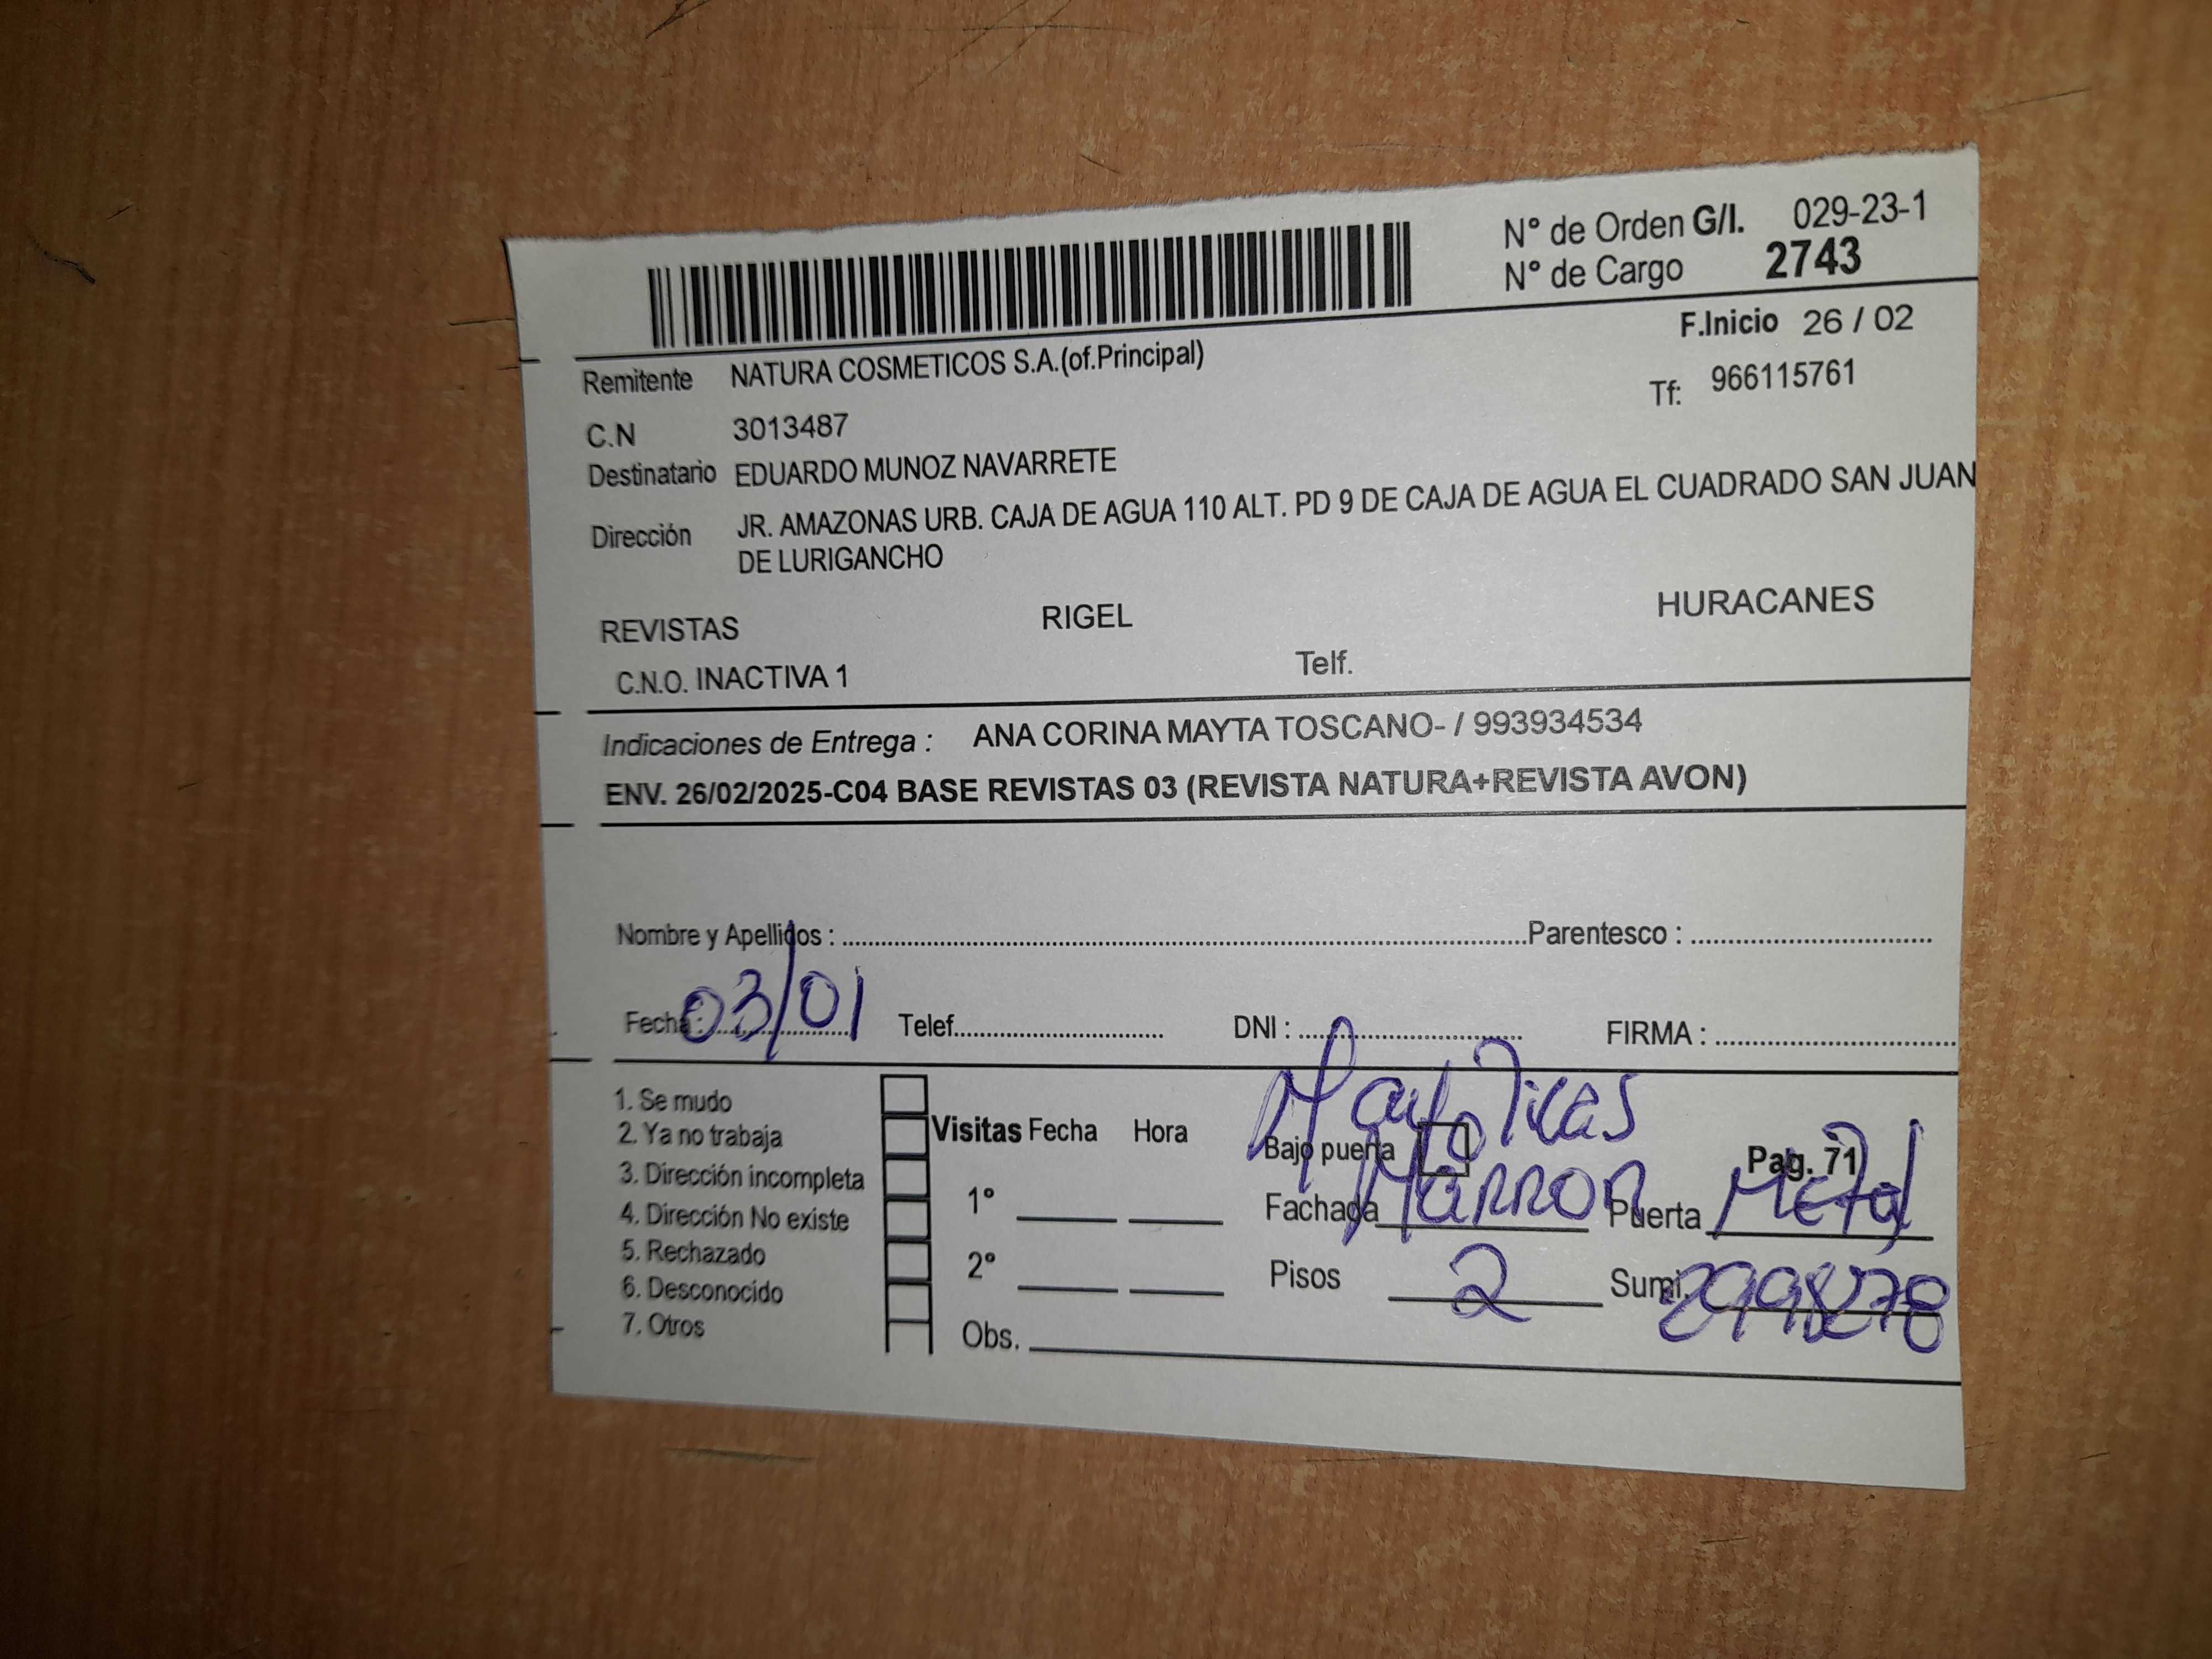 N° de Orden G/I. 029-23-1
N° de Cargo 2743
F.Inicio 26 / 02
Remitente NATURA COSMETICOS S.A.(of.Principal)
Tf: 966115761
C.N 3013487
Destinatario EDUARDO MUNOZ NAVARRETE
Dirección JR. AMAZONAS URB. CAJA DE AGUA 110 ALT. PD 9 DE CAJA DE AGUA EL CUADRADO SAN JUAN
DE LURIGANCHO
REVISTAS RIGEL HURACANES
C.N.O. INACTIVA 1 Telf.
Indicaciones de Entrega : ANA CORINA MAYTA TOSCANO- / 993934534
ENV. 26/02/2025-C04 BASE REVISTAS 03 (REVISTA NATURA+REVISTA AVON)
Nombre y Apellidos : Parentesco :
Fecha : 03/01 Telef. DNI : FIRMA :
1. Se mudo
2. Ya no trabaja
3. Dirección incompleta
4. Dirección No existe
5. Rechazado
6. Desconocido
7. Otros
Visitas Fecha Hora
1°
2°
Obs.
Bajo puerta Pag. 71
Fachada Marron Puerta Metal
Pisos 2 Sumi.